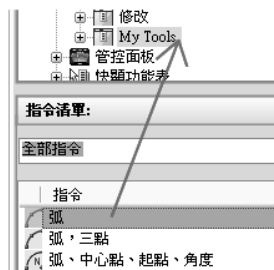 修改
My Tools
管控面板
快顯功能表
指令清單:
全部指令
指令
弧
弧，三點
弧、中心點、起點、角度